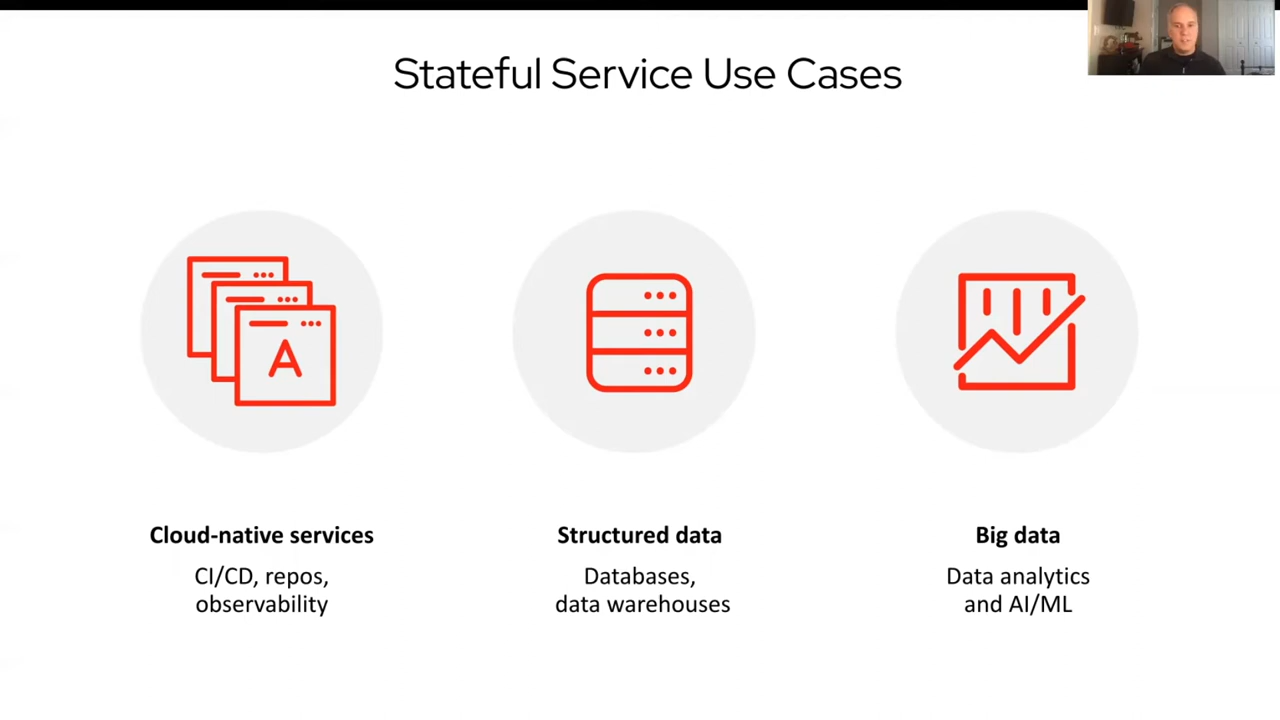 Stateful Service Use Cases
A
Cloud-native services
CI/CD, repos,
observability
Structured data
Databases,
data warehouses
Big data
Data analytics
and AI/ML